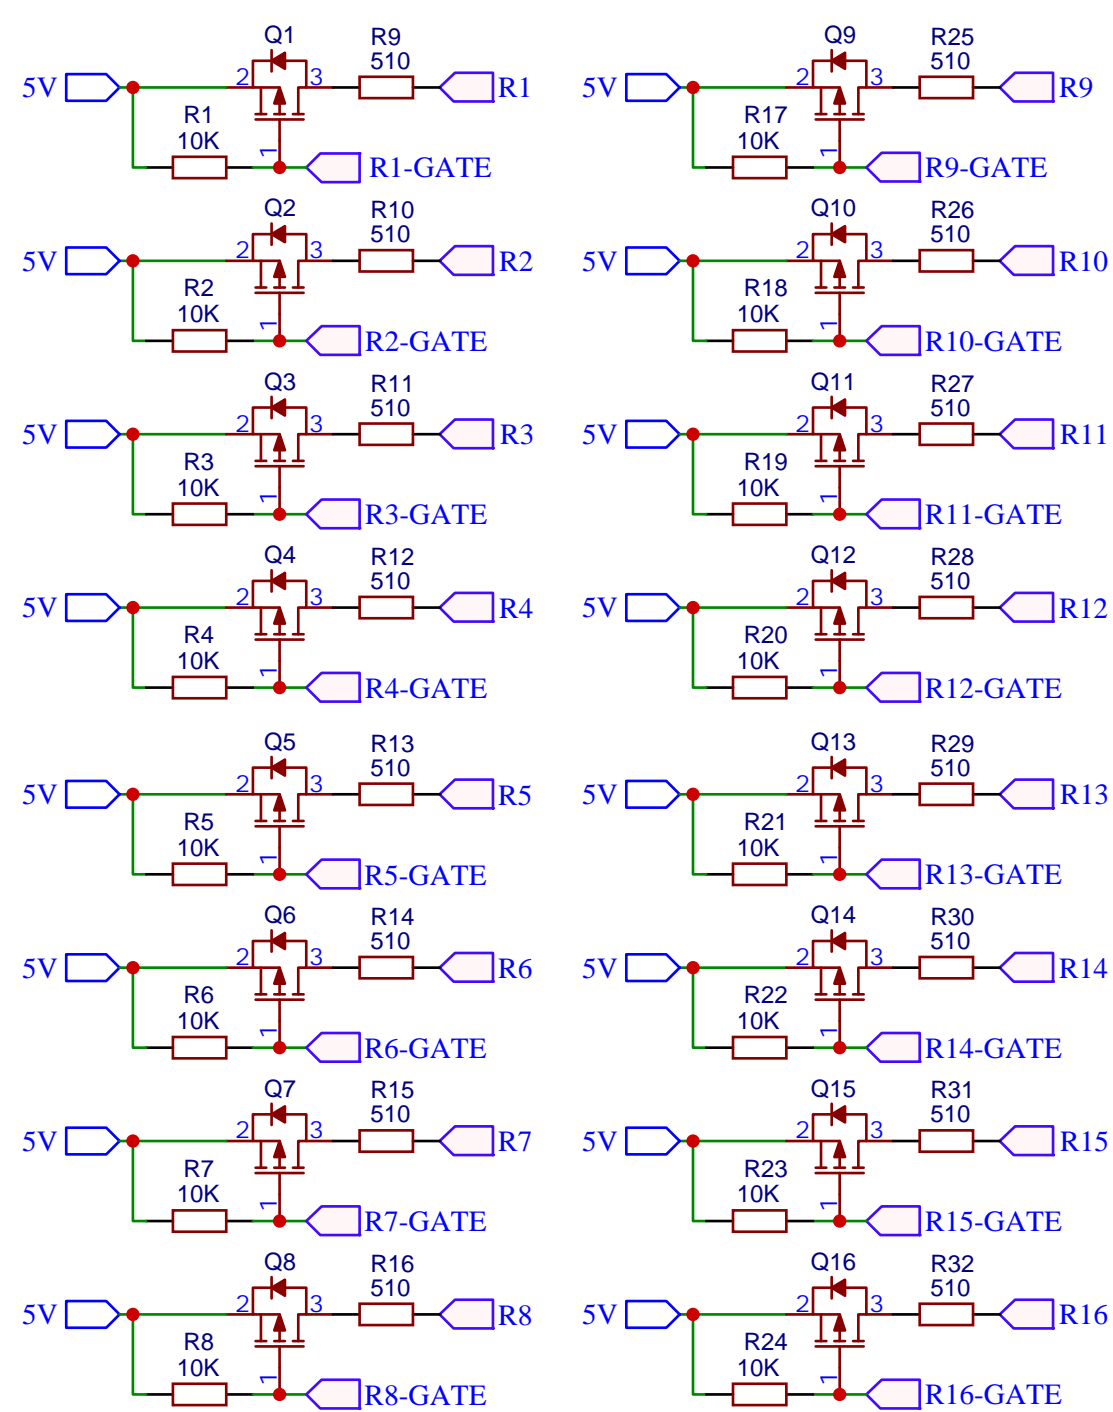 Q1
R9
510
5V
2
3
R1
R1
10K
1
R1-GATE
Q2
R10
510
5V
2
3
R2
R2
10K
1
R2-GATE
Q3
R11
510
5V
2
3
R3
R3
10K
1
R3-GATE
Q4
R12
510
5V
2
3
R4
R4
10K
1
R4-GATE
Q5
R13
510
5V
2
3
R5
R5
10K
1
R5-GATE
Q6
R14
510
5V
2
3
R6
R6
10K
1
R6-GATE
Q7
R15
510
5V
2
3
R7
R7
10K
1
R7-GATE
Q8
R16
510
5V
2
3
R8
R8
10K
1
R8-GATE
Q9
R25
510
5V
2
3
R9
R17
10K
1
R9-GATE
Q10
R26
510
5V
2
3
R10
R18
10K
1
R10-GATE
Q11
R27
510
5V
2
3
R11
R19
10K
1
R11-GATE
Q12
R28
510
5V
2
3
R12
R20
10K
1
R12-GATE
Q13
R29
510
5V
2
3
R13
R21
10K
1
R13-GATE
Q14
R30
510
5V
2
3
R14
R22
10K
1
R14-GATE
Q15
R31
510
5V
2
3
R15
R23
10K
1
R15-GATE
Q16
R32
510
5V
2
3
R16
R24
10K
1
R16-GATE